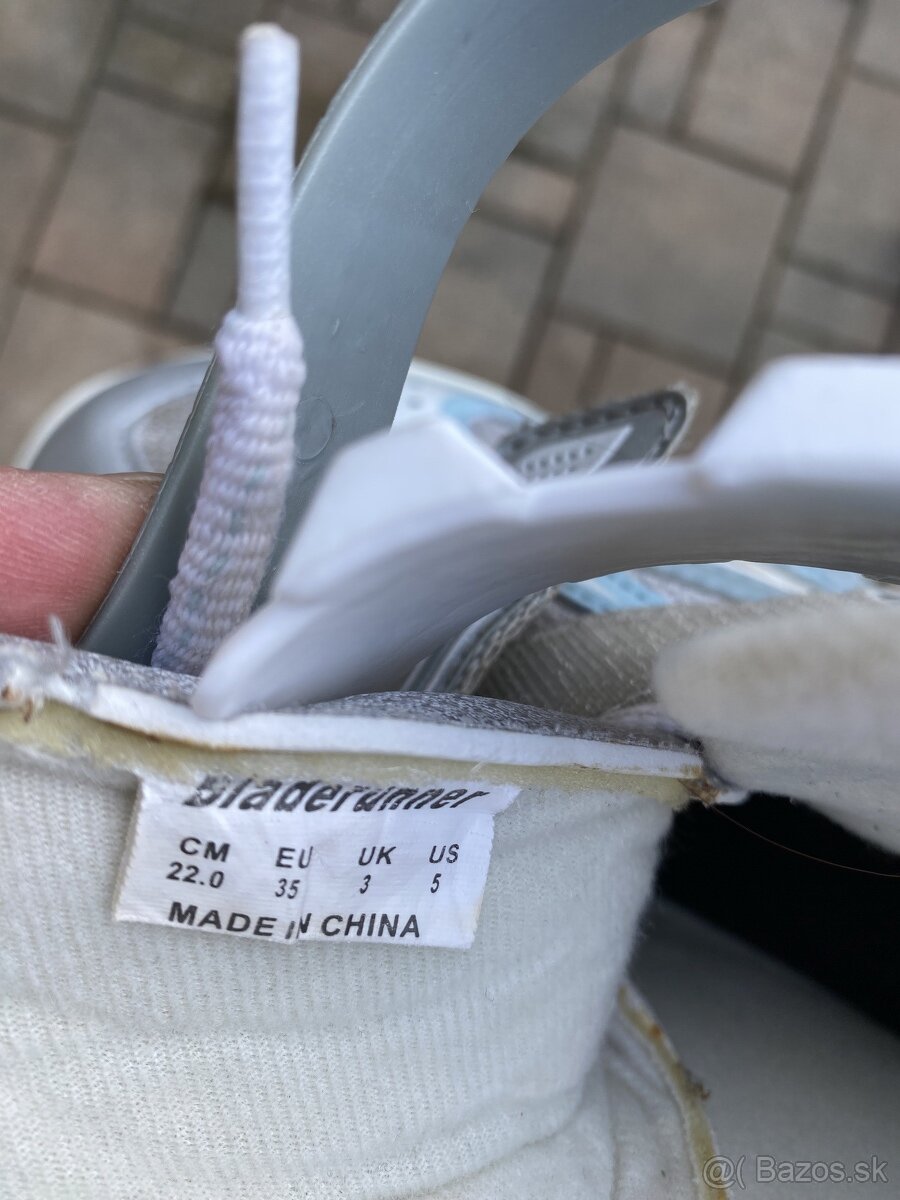 Bladerunner
CM EU UK US
22.0 35 3 5
MADE IN CHINA
@( Bazos.sk